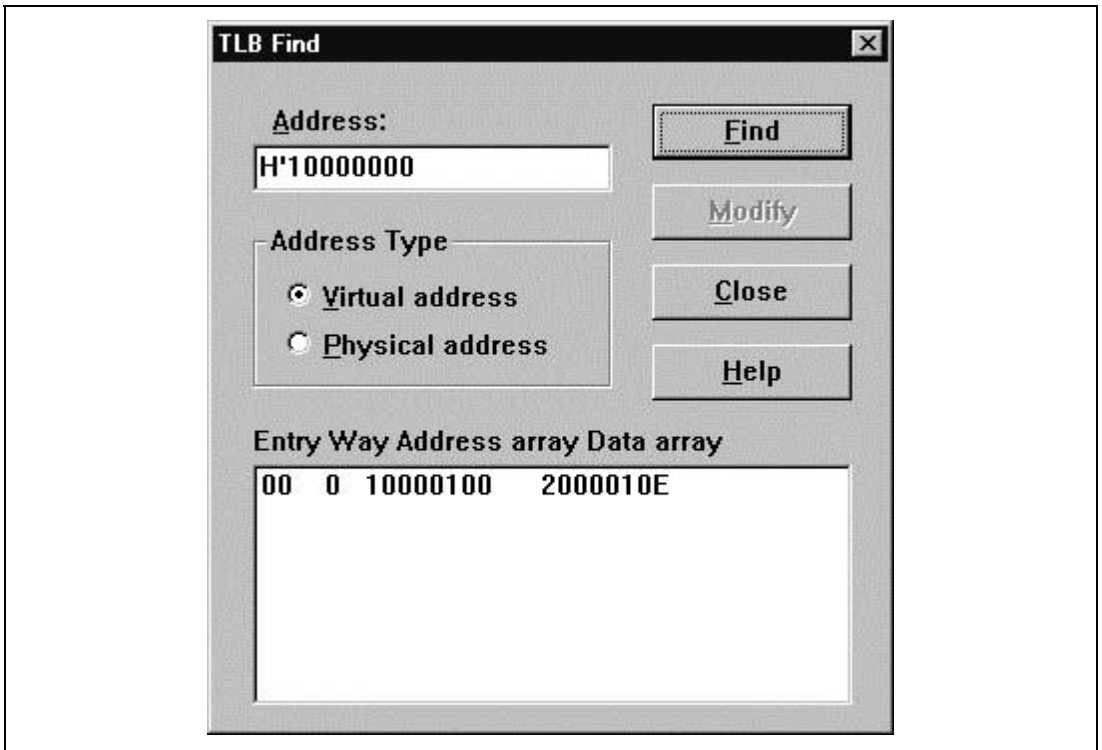 TLB Find
Address:
H'10000000
Find
Modify
Address Type
Virtual address
Physical address
Close
Help
Entry Way Address array Data array
00 0 10000100 2000010E